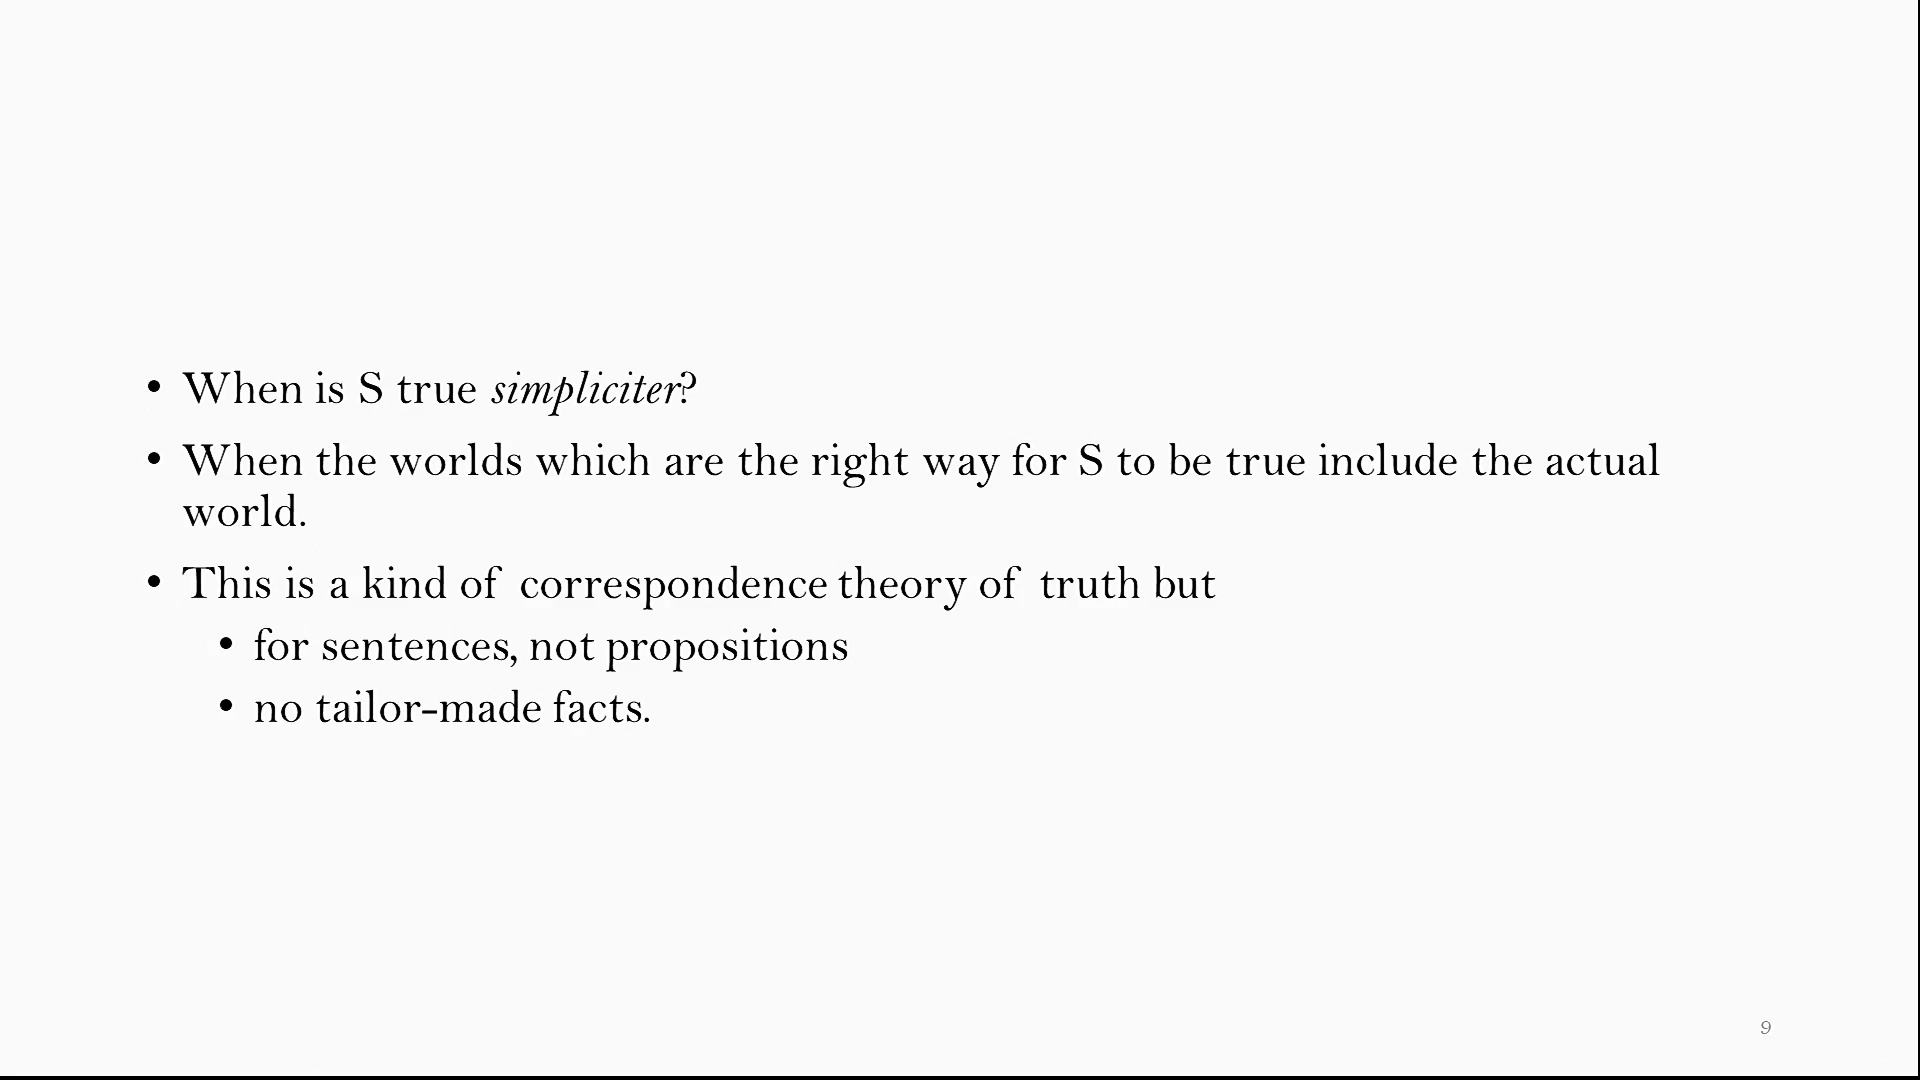 • When is S true simpliciter?
• When the worlds which are the right way for S to be true include the actual
world.
• This is a kind of correspondence theory of truth but
• for sentences, not propositions
• no tailor-made facts.
9